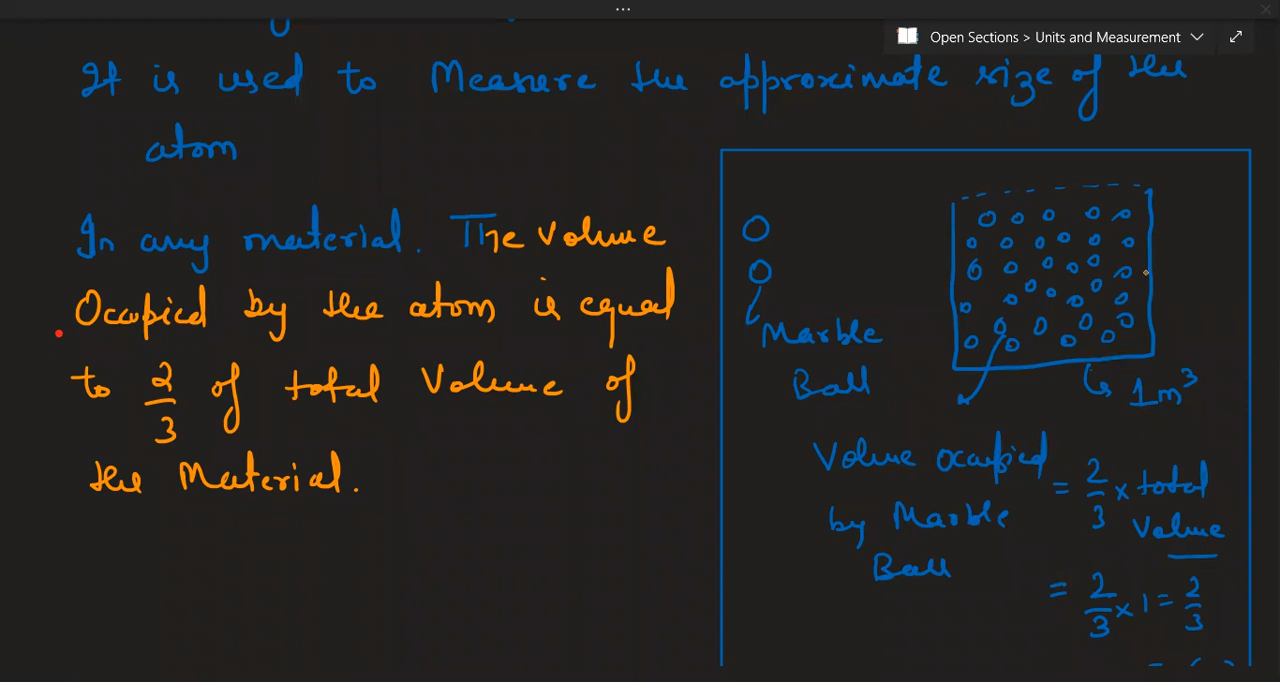 ...
Open Sections > Units and Measurement
It is used to Measure the approximate size of the
atom
In any material. The volume
Occupied by the atom is equal
to 2/3 of total Volume of
the Material.
Marble
Ball
1m³
Volume occupied
by Marble
Ball
= 2/3 × total
Volume
= 2/3 × 1 = 2/3